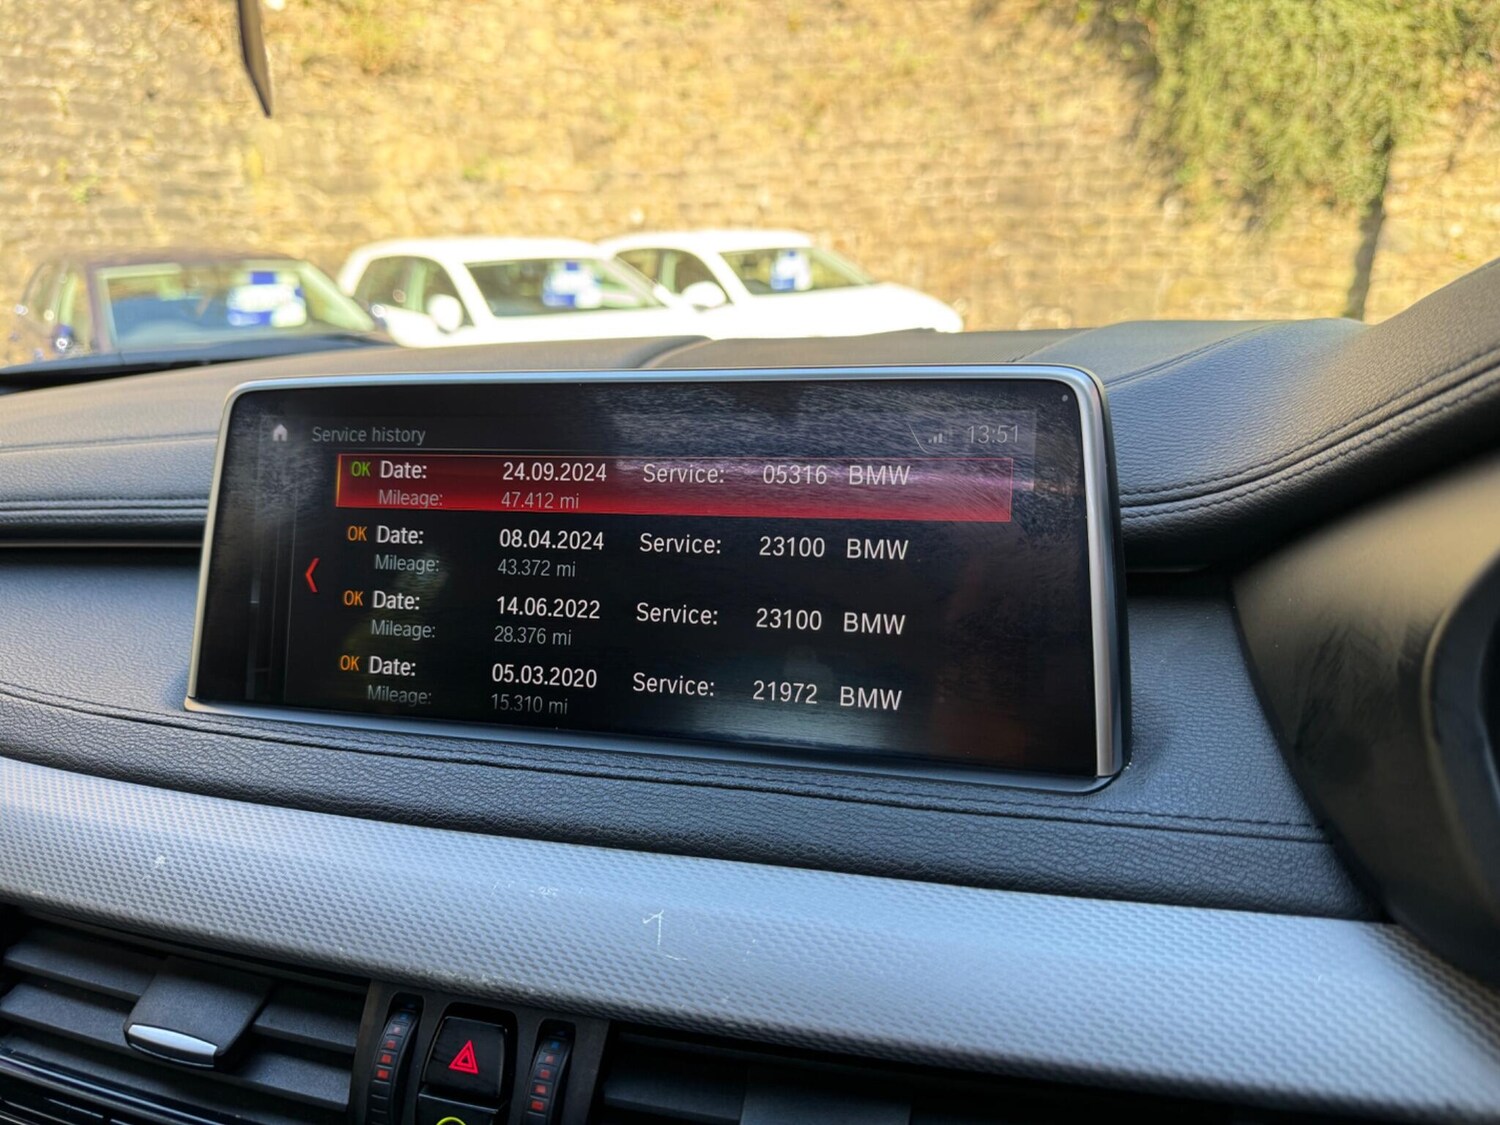 Service history 13:51
OK Date: 24.09.2024 Service: 05316 BMW
Mileage: 47.412 mi
OK Date: 08.04.2024 Service: 23100 BMW
Mileage: 43.372 mi
OK Date: 14.06.2022 Service: 23100 BMW
Mileage: 28.376 mi
OK Date: 05.03.2020 Service: 21972 BMW
Mileage: 15.310 mi